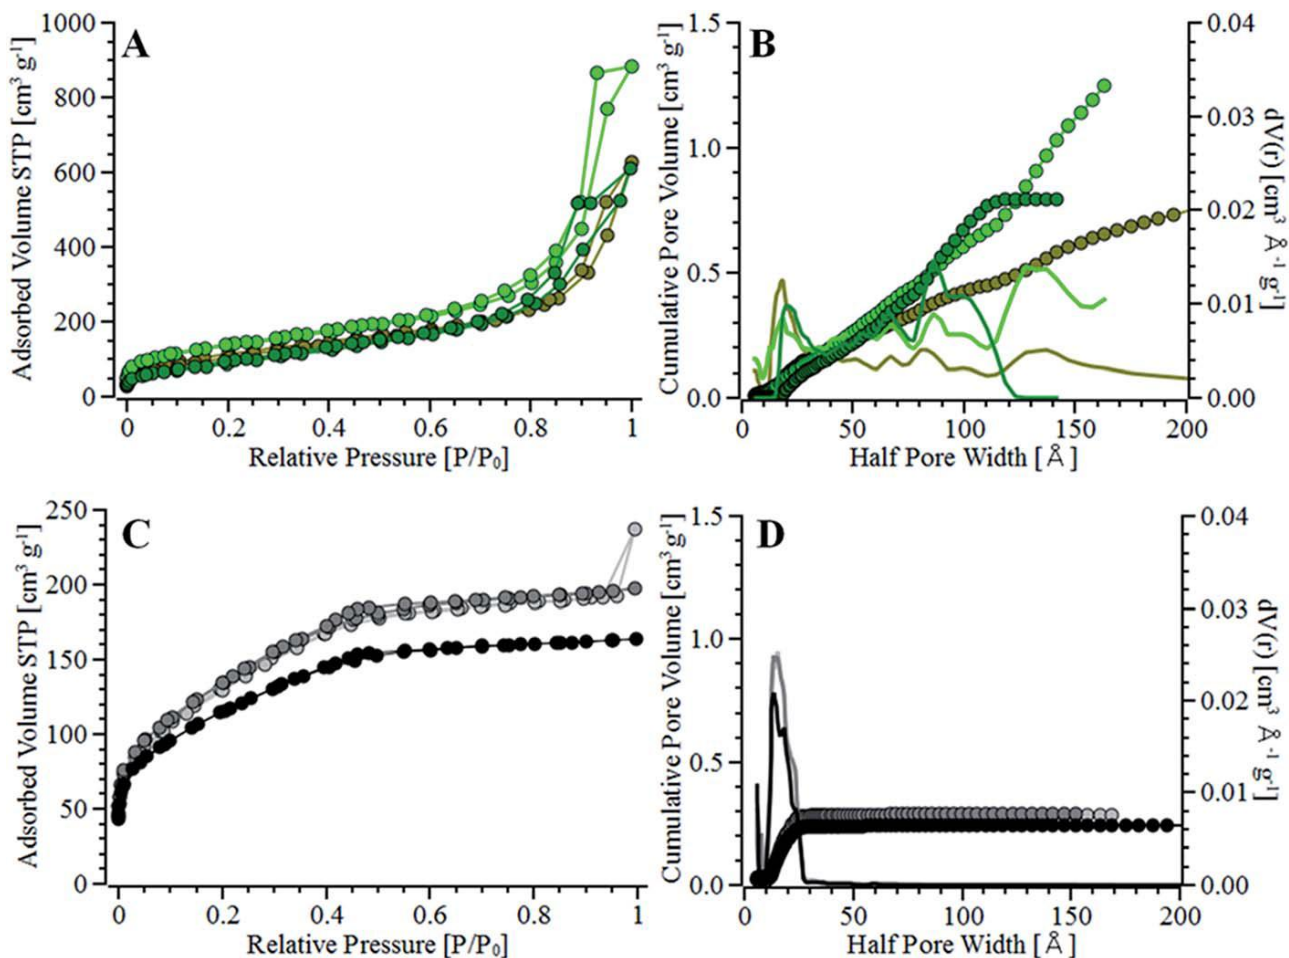 A
Adsorbed Volume STP [cm³ g⁻¹]
1000
800
600
400
200
0
0 0.2 0.4 0.6 0.8 1
Relative Pressure [P/P₀]
B
Cumulative Pore Volume [cm³ g⁻¹]
1.5
1.0
0.5
0.0
0 50 100 150 200
Half Pore Width [Å]
0.04
0.03
0.02
0.01
0.00
dV(r) [cm³ Å⁻¹ g⁻¹]
C
Adsorbed Volume STP [cm³ g⁻¹]
250
200
150
100
50
0
0 0.2 0.4 0.6 0.8 1
Relative Pressure [P/P₀]
D
Cumulative Pore Volume [cm³ g⁻¹]
1.5
1.0
0.5
0.0
0 50 100 150 200
Half Pore Width [Å]
0.04
0.03
0.02
0.01
0.00
dV(r) [cm³ Å⁻¹ g⁻¹]